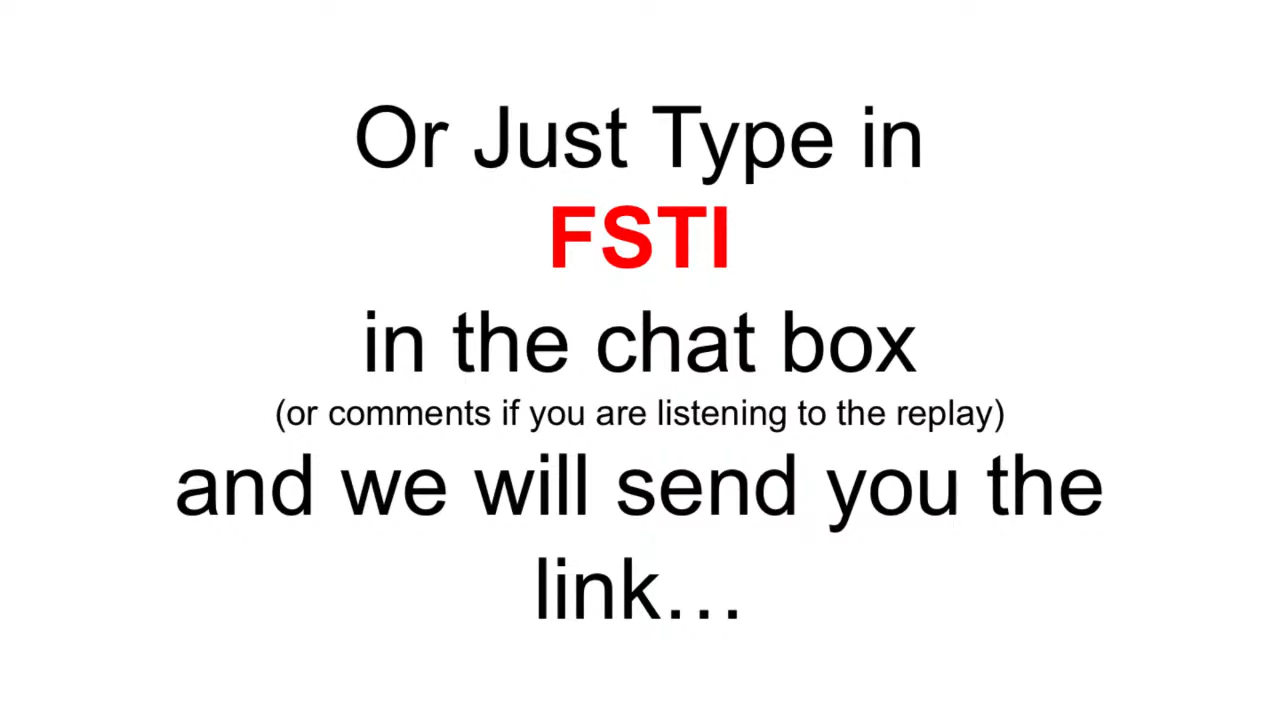 Or Just Type in
FSTI
in the chat box
(or comments if you are listening to the replay)
and we will send you the
link…